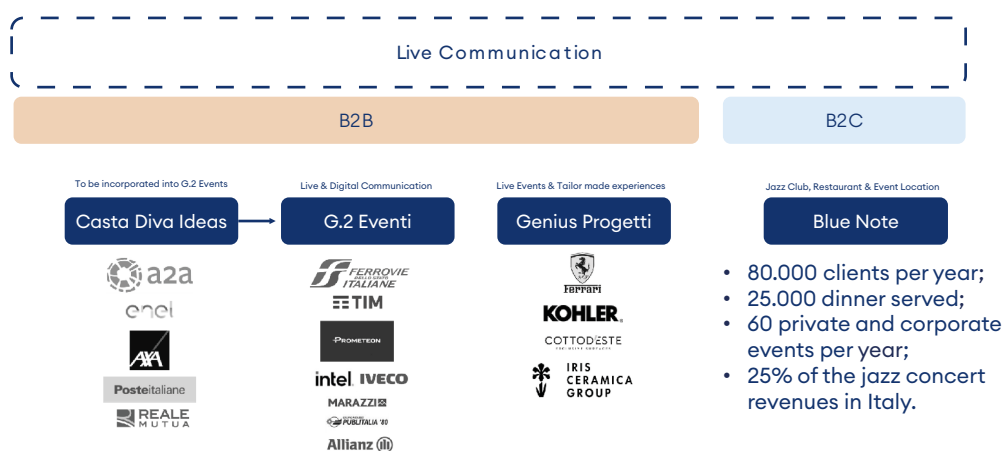 Live Communication
B2B
B2C
To be incorporated into G.2 Events
Casta Diva Ideas
a2a
enel
AXA
Posteitaliane
REALE
MUTUA
Live & Digital Communication
G.2 Eventi
FERROVIE
DELLO STATO
ITALIANE
TIM
PROMETEON
intel. IVECO
MARAZZI
PUBLITALIA '80
Allianz
Live Events & Tailor made experiences
Genius Progetti
Ferrari
KOHLER.
COTTODESTE
EXCLUSIVE SURFACES
IRIS
CERAMICA
GROUP
Jazz Club, Restaurant & Event Location
Blue Note
• 80.000 clients per year;
• 25.000 dinner served;
• 60 private and corporate
events per year;
• 25% of the jazz concert
revenues in Italy.